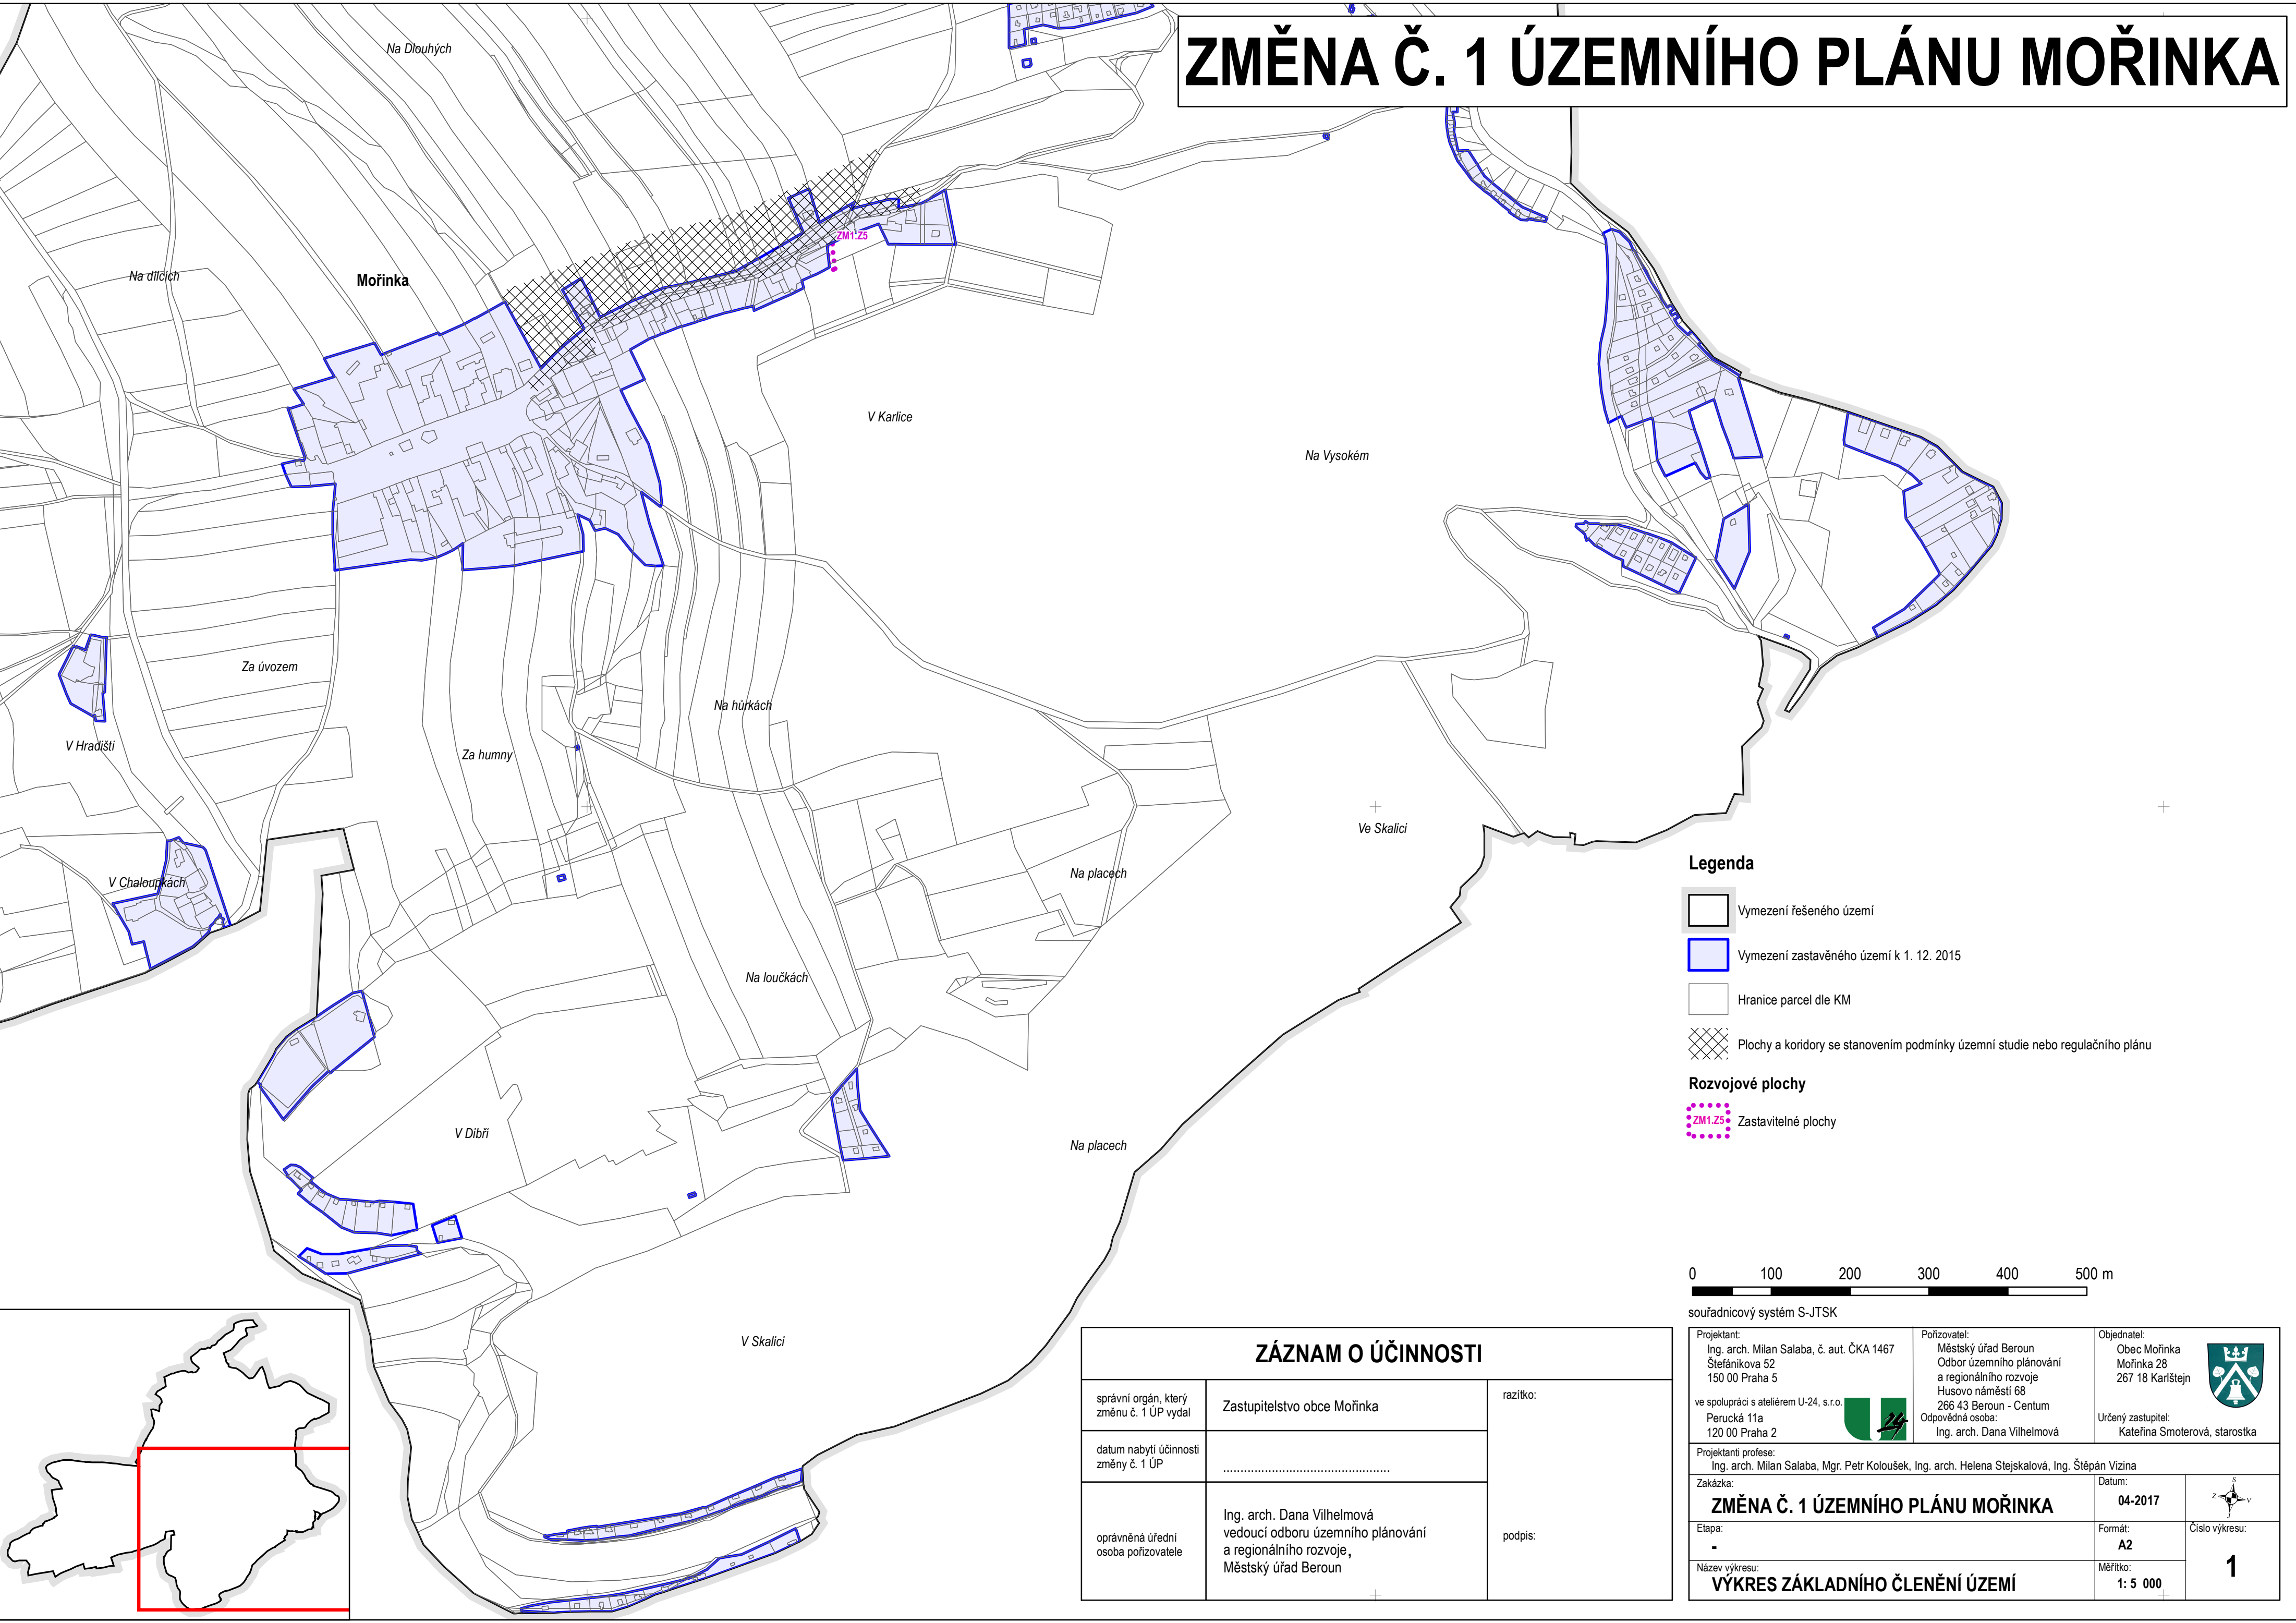 ZMĚNA Č. 1 ÚZEMNÍHO PLÁNU MOŘINKA
Na Dlouhých
Na dílcích
Mořinka
ZM1.Z5
V Karlice
Na Vysokém
Za úvozem
Na hůrkách
V Hradišti
Za humny
Ve Skalici
Na placech
V Chaloupkách
Na loučkách
V Dibři
Na placech
V Skalici
Legenda
Vymezení řešeného území
Vymezení zastavěného území k 1. 12. 2015
Hranice parcel dle KM
Plochy a koridory se stanovením podmínky územní studie nebo regulačního plánu
Rozvojové plochy
ZM1.Z5 Zastavitelné plochy
0 100 200 300 400 500 m
souřadnicový systém S-JTSK
ZÁZNAM O ÚČINNOSTI
správní orgán, který
změnu č. 1 ÚP vydal
Zastupitelstvo obce Mořinka
razítko:
datum nabytí účinnosti
změny č. 1 ÚP
................................................
oprávněná úřední
osoba pořizovatele
Ing. arch. Dana Vilhelmová
vedoucí odboru územního plánování
a regionálního rozvoje,
Městský úřad Beroun
podpis:
Projektant:
Ing. arch. Milan Salaba, č. aut. ČKA 1467
Štefánikova 52
150 00 Praha 5
ve spolupráci s ateliérem U-24, s.r.o.
Perucká 11a
120 00 Praha 2
24
Pořizovatel:
Městský úřad Beroun
Odbor územního plánování
a regionálního rozvoje
Husovo náměstí 68
266 43 Beroun - Centum
Odpovědná osoba:
Ing. arch. Dana Vilhelmová
Objednatel:
Obec Mořinka
Mořinka 28
267 18 Karlštejn
Určený zastupitel:
Kateřina Smoterová, starostka
Projektanti profese:
Ing. arch. Milan Salaba, Mgr. Petr Koloušek, Ing. arch. Helena Stejskalová, Ing. Štěpán Vizina
Zakázka:
ZMĚNA Č. 1 ÚZEMNÍHO PLÁNU MOŘINKA
Datum:
04-2017
S
Z V
J
Etapa:
-
Formát:
A2
Číslo výkresu:
1
Název výkresu:
VÝKRES ZÁKLADNÍHO ČLENĚNÍ ÚZEMÍ
Měřítko:
1: 5 000